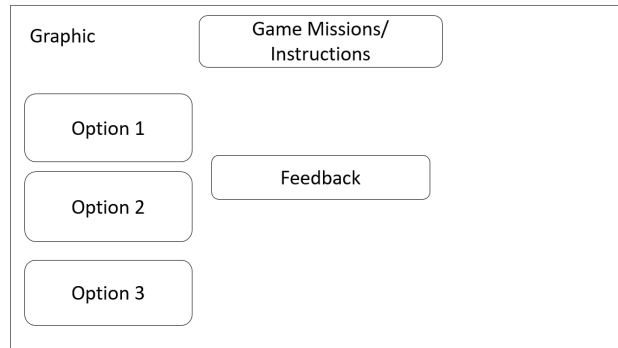 Graphic
Game Missions/
Instructions
Option 1
Feedback
Option 2
Option 3